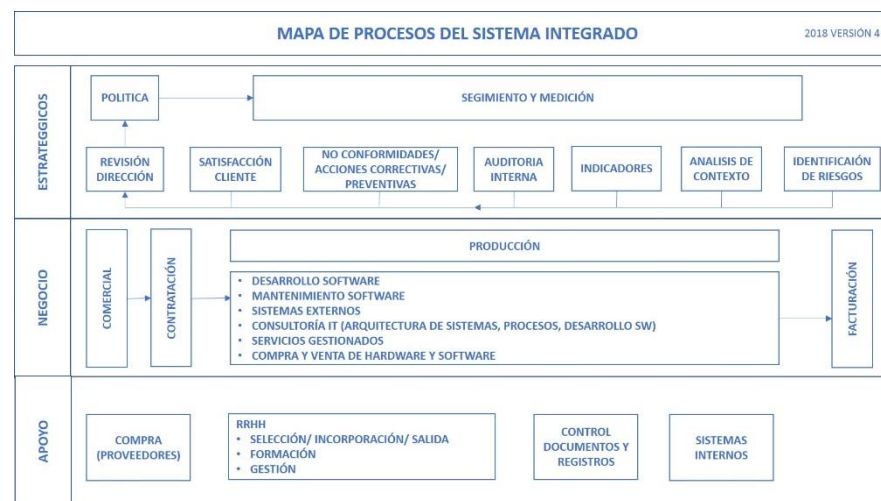 MAPA DE PROCESOS DEL SISTEMA INTEGRADO
2018 VERSIÓN 4
ESTRATEGGICOS
POLITICA
SEGIMIENTO Y MEDICIÓN
REVISIÓN
DIRECCIÓN
SATISFACCIÓN
CLIENTE
NO CONFORMIDADES/
ACCIONES CORRECTIVAS/
PREVENTIVAS
AUDITORIA
INTERNA
INDICADORES
ANALISIS DE
CONTEXTO
IDENTIFICAIÓN
DE RIESGOS
NEGOCIO
COMERCIAL
CONTRATACIÓN
PRODUCCIÓN
• DESARROLLO SOFTWARE
• MANTENIMIENTO SOFTWARE
• SISTEMAS EXTERNOS
• CONSULTORÍA IT (ARQUITECTURA DE SISTEMAS, PROCESOS, DESARROLLO SW)
• SERVICIOS GESTIONADOS
• COMPRA Y VENTA DE HARDWARE Y SOFTWARE
FACTURACIÓN
APOYO
COMPRA
(PROVEEDORES)
RRHH
• SELECCIÓN/ INCORPORACIÓN/ SALIDA
• FORMACIÓN
• GESTIÓN
CONTROL
DOCUMENTOS Y
REGISTROS
SISTEMAS
INTERNOS